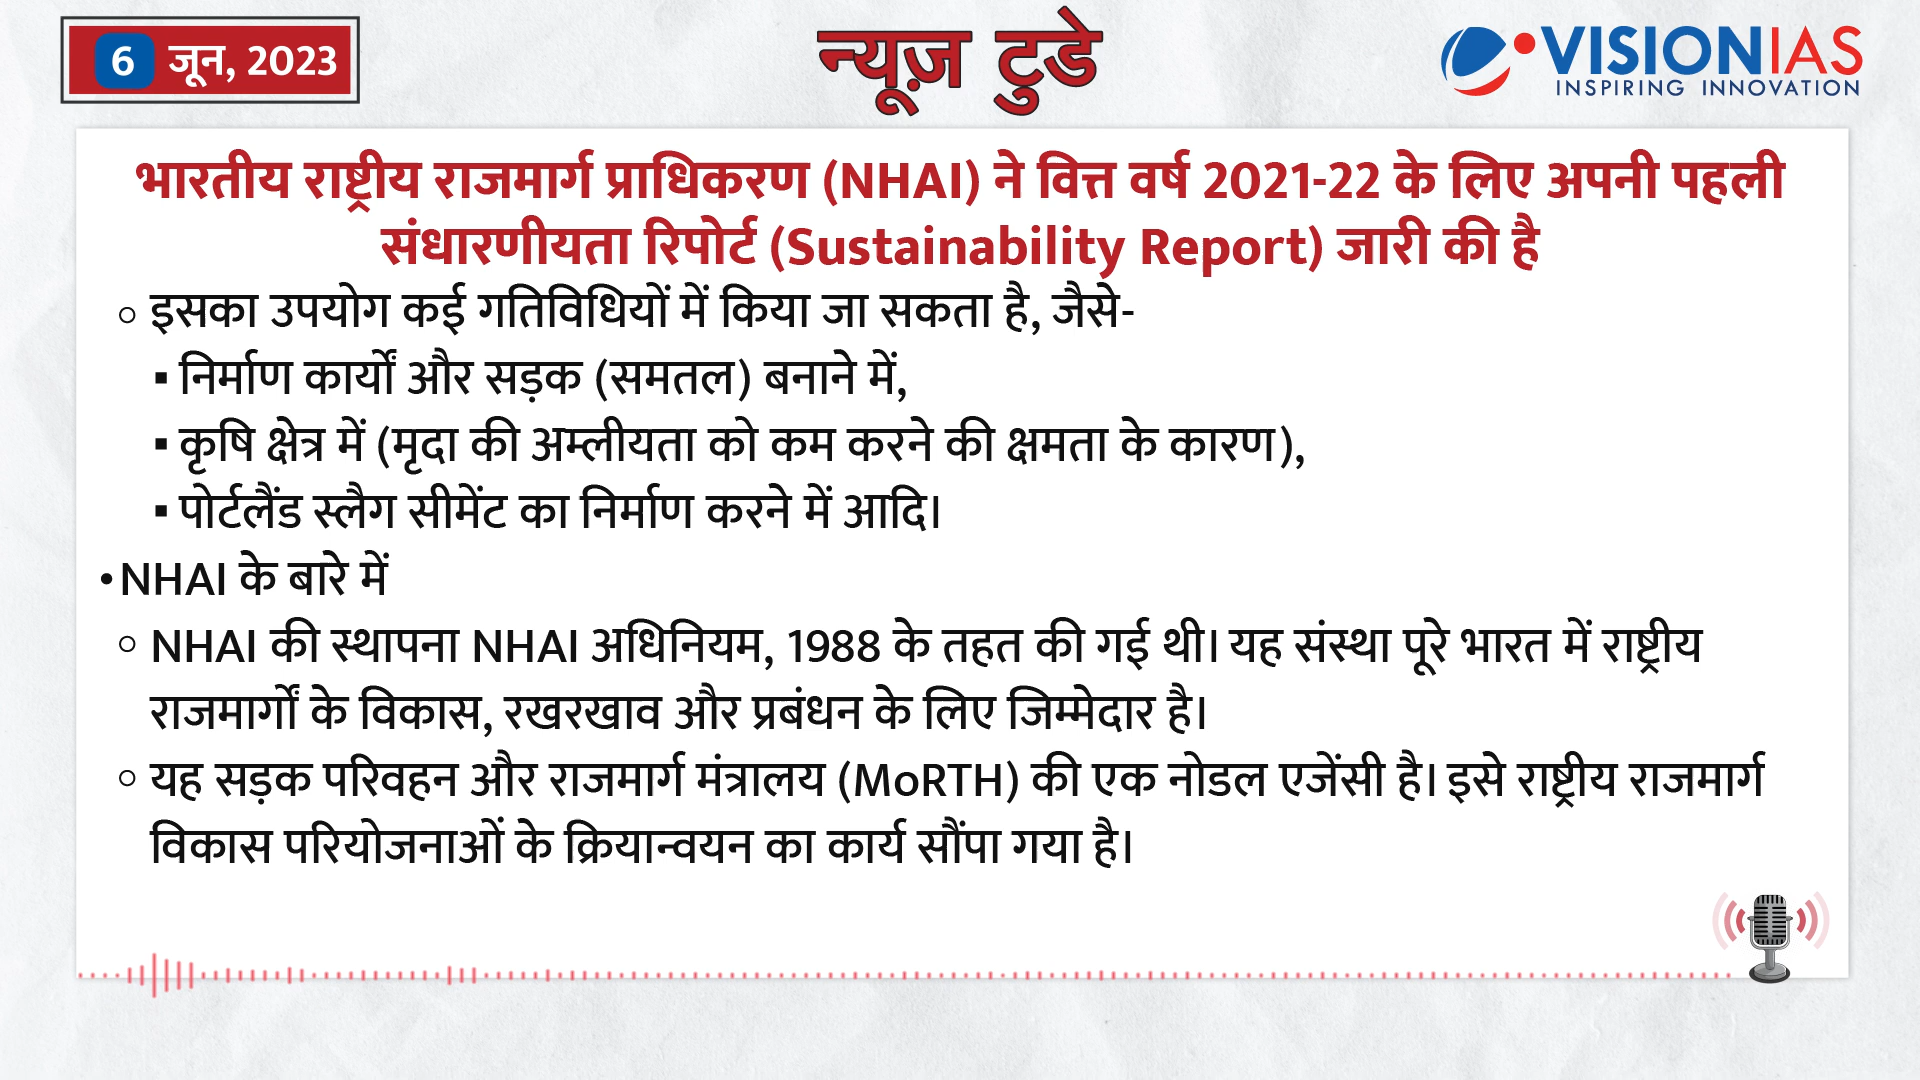 6 जून, 2023
न्यूज़ टुडे
VISIONIAS
INSPIRING INNOVATION
भारतीय राष्ट्रीय राजमार्ग प्राधिकरण (NHAI) ने वित्त वर्ष 2021-22 के लिए अपनी पहली
संधारणीयता रिपोर्ट (Sustainability Report) जारी की है
○ इसका उपयोग कई गतिविधियों में किया जा सकता है, जैसे-
▪ निर्माण कार्यों और सड़क (समतल) बनाने में,
▪ कृषि क्षेत्र में (मृदा की अम्लीयता को कम करने की क्षमता के कारण),
▪ पोर्टलैंड स्लैग सीमेंट का निर्माण करने में आदि।
• NHAI के बारे में
○ NHAI की स्थापना NHAI अधिनियम, 1988 के तहत की गई थी। यह संस्था पूरे भारत में राष्ट्रीय
राजमार्गों के विकास, रखरखाव और प्रबंधन के लिए जिम्मेदार है।
○ यह सड़क परिवहन और राजमार्ग मंत्रालय (MoRTH) की एक नोडल एजेंसी है। इसे राष्ट्रीय राजमार्ग
विकास परियोजनाओं के क्रियान्वयन का कार्य सौंपा गया है।